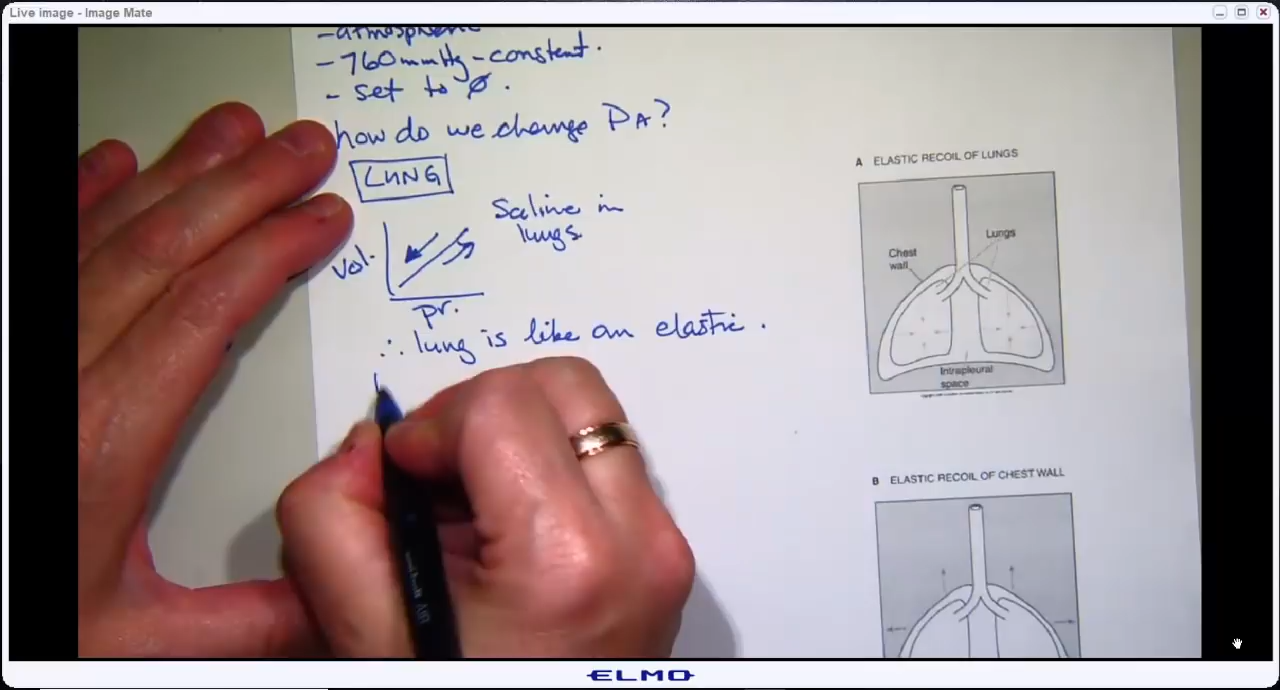 Live image - Image Mate
- atmospheric
- 760mmHg - constant.
- set to Ø.
how do we change PA?
LUNG
Saline in
lungs
vol.
pr.
∴ lung is like an elastic.
A ELASTIC RECOIL OF LUNGS
Lungs
Chest
wall
Intrapleural
space
B ELASTIC RECOIL OF CHEST WALL
ELMO